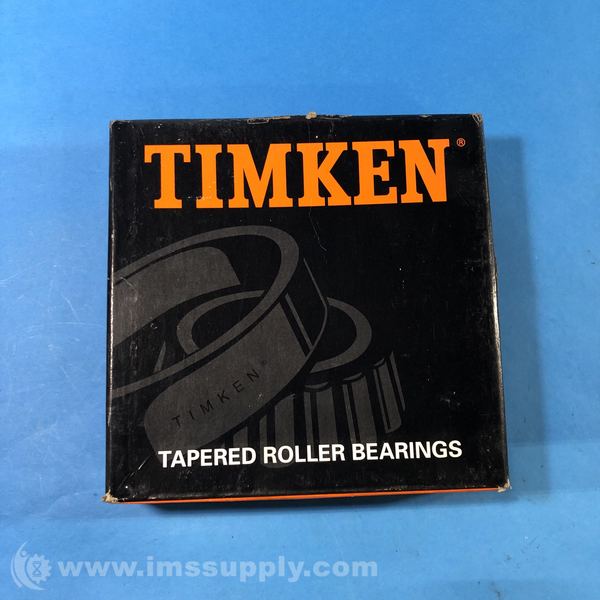 TIMKEN®
TIMKEN®
TAPERED ROLLER BEARINGS
www.imssupply.com